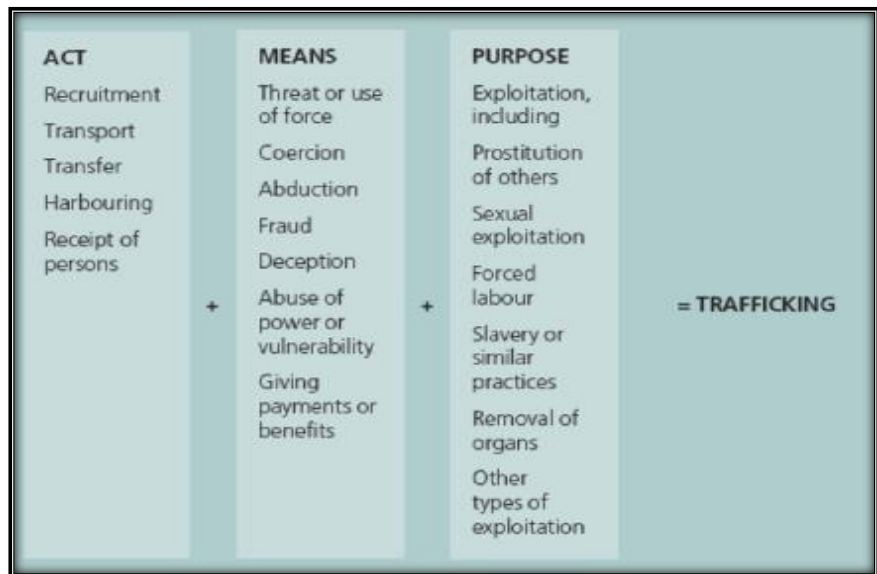 ACT
Recruitment
Transport
Transfer
Harbouring
Receipt of
persons
+
MEANS
Threat or use
of force
Coercion
Abduction
Fraud
Deception
Abuse of
power or
vulnerability
Giving
payments or
benefits
+
PURPOSE
Exploitation,
including
Prostitution
of others
Sexual
exploitation
Forced
labour
Slavery or
similar
practices
Removal of
organs
Other
types of
exploitation
= TRAFFICKING